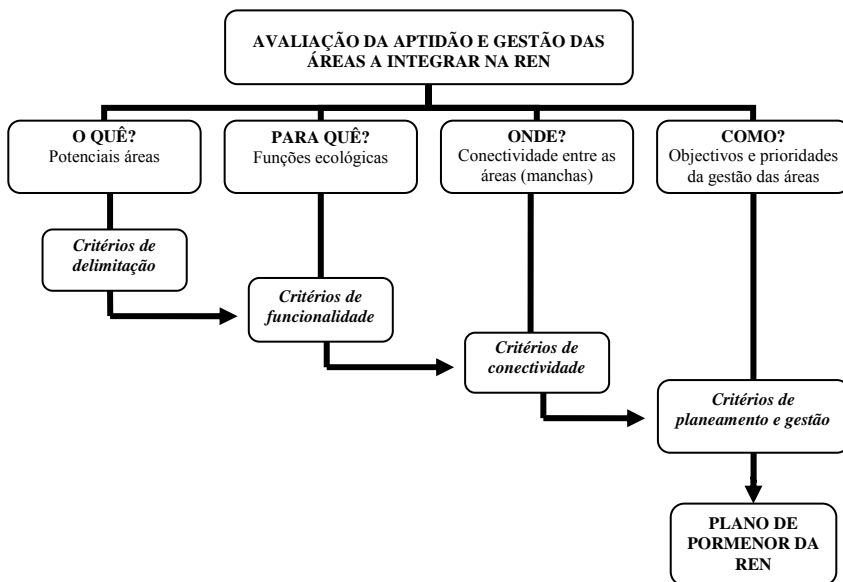 AVALIAÇÃO DA APTIDÃO E GESTÃO DAS
ÁREAS A INTEGRAR NA REN
O QUÊ?
Potenciais áreas
PARA QUÊ?
Funções ecológicas
ONDE?
Conectividade entre as
áreas (manchas)
COMO?
Objectivos e prioridades
da gestão das áreas
Critérios de
delimitação
Critérios de
funcionalidade
Critérios de
conectividade
Critérios de
planeamento e gestão
PLANO DE
PORMENOR DA
REN